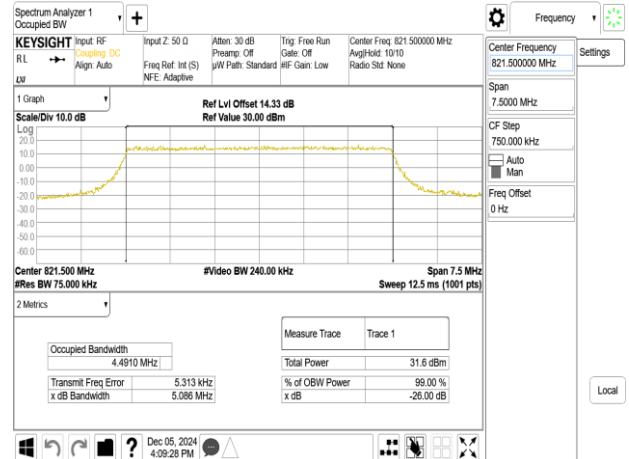 Spectrum Analyzer 1
Occupied BW
+
Frequency
KEYSIGHT Input: RF Input Z: 50 Ω Atten: 30 dB Trig: Free Run Center Freq: 821.500000 MHz
RL Coupling: DC Preamp: Off Gate: Off Avg|Hold: 10/10
Align: Auto Freq Ref: Int (S) µW Path: Standard #IF Gain: Low Radio Std: None
LXI NFE: Adaptive
Center Frequency
821.500000 MHz
Settings
Span
7.5000 MHz
CF Step
750.000 kHz
Auto
Man
Freq Offset
0 Hz
Local
1 Graph
Ref Lvl Offset 14.33 dB
Scale/Div 10.0 dB Ref Value 30.00 dBm
Log
20.0
10.0
0.00
-10.0
-20.0
-30.0
-40.0
-50.0
-60.0
Center 821.500 MHz #Video BW 240.00 kHz Span 7.5 MHz
#Res BW 75.000 kHz Sweep 12.5 ms (1001 pts)
2 Metrics
Measure Trace Trace 1
Occupied Bandwidth
4.4910 MHz Total Power 31.6 dBm
Transmit Freq Error 5.313 kHz % of OBW Power 99.00 %
x dB Bandwidth 5.086 MHz x dB -26.00 dB
? Dec 05, 2024
4:09:28 PM